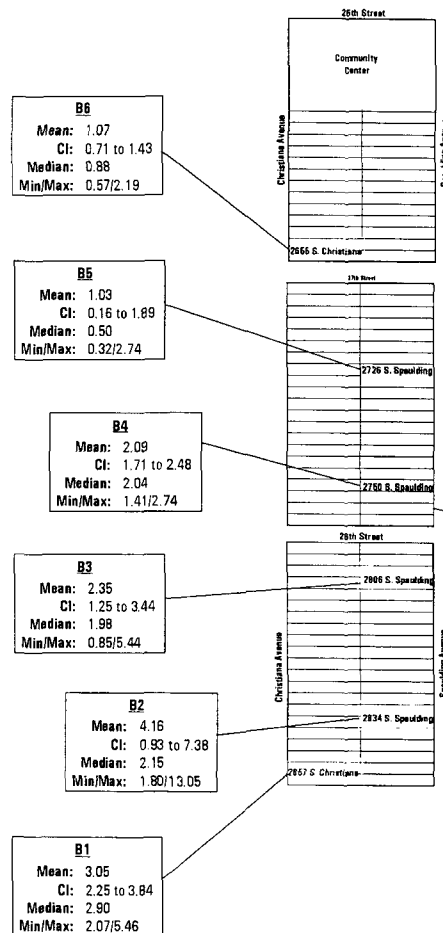 26th Street
Community
Center
Christiana Avenue
B6
Mean: 1.07
CI: 0.71 to 1.43
Median: 0.88
Min/Max: 0.57/2.19
2655 S. Christiana
27th Street
B5
Mean: 1.03
CI: 0.16 to 1.89
Median: 0.50
Min/Max: 0.32/2.74
2726 S. Spaulding
B4
Mean: 2.09
CI: 1.71 to 2.48
Median: 2.04
Min/Max: 1.41/2.74
2750 S. Spaulding
28th Street
B3
Mean: 2.35
CI: 1.25 to 3.44
Median: 1.98
Min/Max: 0.85/5.44
2806 S. Spaulding
Christiana Avenue
B2
Mean: 4.16
CI: 0.93 to 7.38
Median: 2.15
Min/Max: 1.80/13.05
2834 S. Spaulding
2857 S. Christiana
B1
Mean: 3.05
CI: 2.25 to 3.84
Median: 2.90
Min/Max: 2.07/5.46